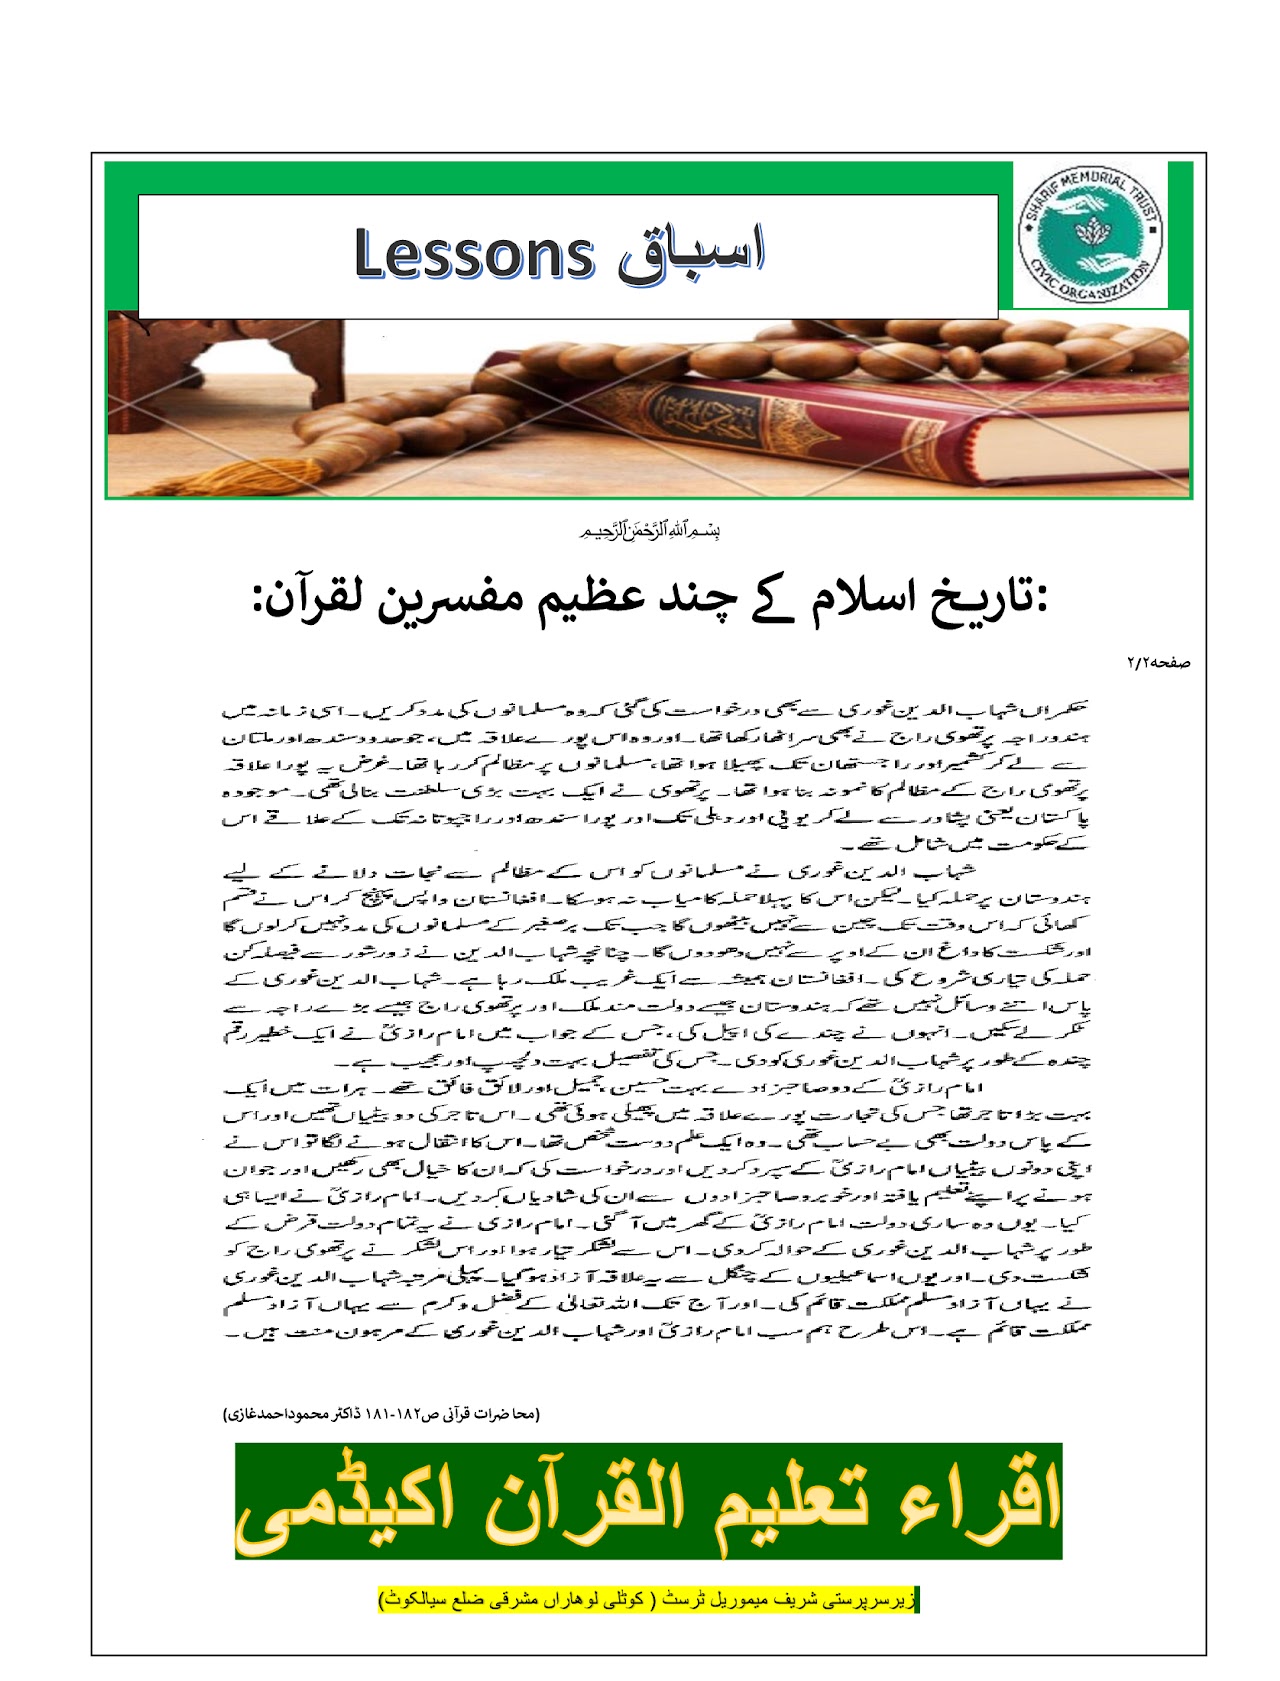 SHARIF MEMORIAL TRUST
CIVIC ORGANIZATION
اسباق Lessons
بِسْمِ اللّٰهِ الرَّحْمٰنِ الرَّحِيْمِ
:تاریخ اسلام کے چند عظیم مفسرین لقرآن:
صفحہ۲/۲
حکمراں شہاب الدین غوری سے بھی درخواست کی گئی کہ وہ مسلمانوں کی مدد کریں۔ اسی زمانہ میں
ہندو راجہ پرتھوی راج نے بھی سر اٹھا رکھا تھا۔ اور وہ اس پورے علاقہ میں، جو حدود سندھ اور ملتان
سے لے کر کشمیر اور راجستھان تک پھیلا ہوا تھا، مسلمانوں پر مظالم کر رہا تھا۔ غرض یہ پورا علاقہ
پرتھوی راج کے مظالم کا نمونہ بنا ہوا تھا۔ پرتھوی نے ایک بہت بڑی سلطنت بنالی تھی۔ موجودہ
پاکستان یعنی پشاور سے لے کر یوپی اور دہلی تک اور پورا سندھ اور راجپوتانہ تک کے علاقے اس
کے حکومت میں شامل تھے۔
شہاب الدین غوری نے مسلمانوں کو اس کے مظالم سے نجات دلانے کے لیے
ہندوستان پر حملہ کیا۔ لیکن اس کا پہلا حملہ کامیاب نہ ہو سکا۔ افغانستان واپس پہنچ کر اس نے قسم
کھائی کہ اس وقت تک چین سے نہیں بیٹھوں گا جب تک برصغیر کے مسلمانوں کی مدد نہیں کرلوں گا
اور شکست کا داغ ان کے اوپر سے نہیں دھو دوں گا۔ چنانچہ شہاب الدین نے زور شور سے فیصلہ کن
حملہ کی تیاری شروع کی۔ افغانستان ہمیشہ سے ایک غریب ملک رہا ہے۔ شہاب الدین غوری کے
پاس اتنے وسائل نہیں تھے کہ ہندوستان جیسے دولت مند ملک اور پرتھوی راج جیسے بڑے راجہ سے
ٹکر لے سکیں۔ انہوں نے چندے کی اپیل کی، جس کے جواب میں امام رازیؒ نے ایک خطیر رقم
چندہ کے طور پر شہاب الدین غوری کو دی۔ جس کی تفصیل بہت دلچسپ اور عجیب ہے۔
امام رازیؒ کے دو صاحبزادے بہت حسین، جمیل اور لائق فائق تھے۔ ہرات میں ایک
بہت بڑا تاجر تھا جس کی تجارت پورے علاقہ میں پھیلی ہوئی تھی۔ اس تاجر کی دو بیٹیاں تھیں اور اس
کے پاس دولت بھی بے حساب تھی۔ وہ ایک علم دوست شخص تھا۔ اس کا انتقال ہونے لگا تو اس نے
اپنی دونوں بیٹیاں امام رازیؒ کے سپرد کر دیں اور درخواست کی کہ ان کا خیال بھی رکھیں اور جوان
ہونے پر اپنے تعلیم یافتہ اور خوبرو صاحبزادوں سے ان کی شادیاں کر دیں۔ امام رازیؒ نے ایسا ہی
کیا۔ یوں وہ ساری دولت امام رازیؒ کے گھر میں آ گئی۔ امام رازی نے یہ تمام دولت قرض کے
طور پر شہاب الدین غوری کے حوالہ کر دی۔ اس سے لشکر تیار ہوا اور اس لشکر نے پرتھوی راج کو
شکست دی۔ اور یوں اسماعیلیوں کے چنگل سے یہ علاقہ آزاد ہو گیا۔ پہلی مرتبہ شہاب الدین غوری
نے یہاں آزاد مسلم مملکت قائم کی۔ اور آج تک اللہ تعالیٰ کے فضل و کرم سے یہاں آزاد مسلم
مملکت قائم ہے۔ اس طرح ہم سب امام رازیؒ اور شہاب الدین غوری کے مرہون منت ہیں۔
(محاضرات قرآنی ص۱۸۲-۱۸۱ ڈاکٹر محموداحمدغازی)
اقراء تعلیم القرآن اکیڈمی
زیرسرپرستی شریف میموریل ٹرسٹ ( کوٹلی لوھاراں مشرقی ضلع سیالکوٹ)